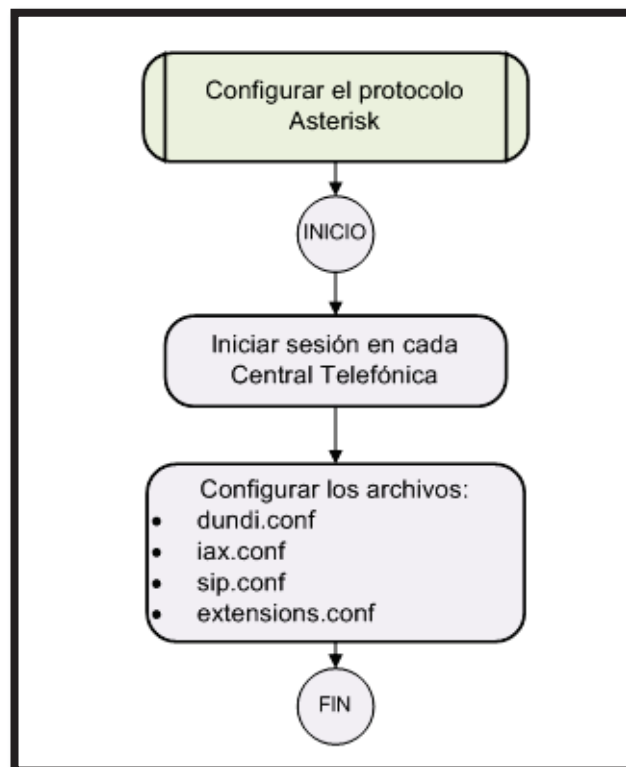 Configurar el protocolo
Asterisk
INICIO
Iniciar sesión en cada
Central Telefónica
Configurar los archivos:
• dundi.conf
• iax.conf
• sip.conf
• extensions.conf
FIN